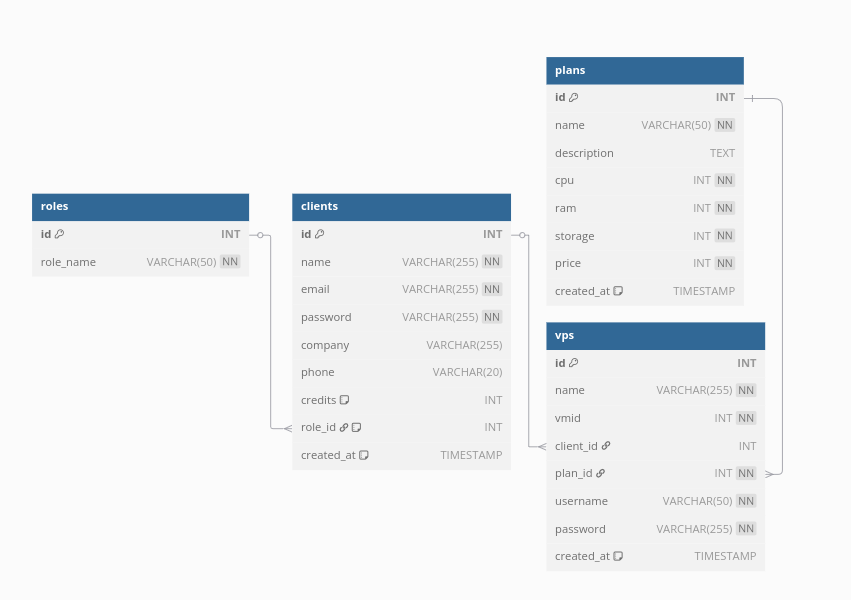 roles
id INT
role_name VARCHAR(50) NN
clients
id INT
name VARCHAR(255) NN
email VARCHAR(255) NN
password VARCHAR(255) NN
company VARCHAR(255)
phone VARCHAR(20)
credits INT
role_id INT
created_at TIMESTAMP
plans
id INT
name VARCHAR(50) NN
description TEXT
cpu INT NN
ram INT NN
storage INT NN
price INT NN
created_at TIMESTAMP
vps
id INT
name VARCHAR(255) NN
vmid INT NN
client_id INT
plan_id INT NN
username VARCHAR(50) NN
password VARCHAR(255) NN
created_at TIMESTAMP